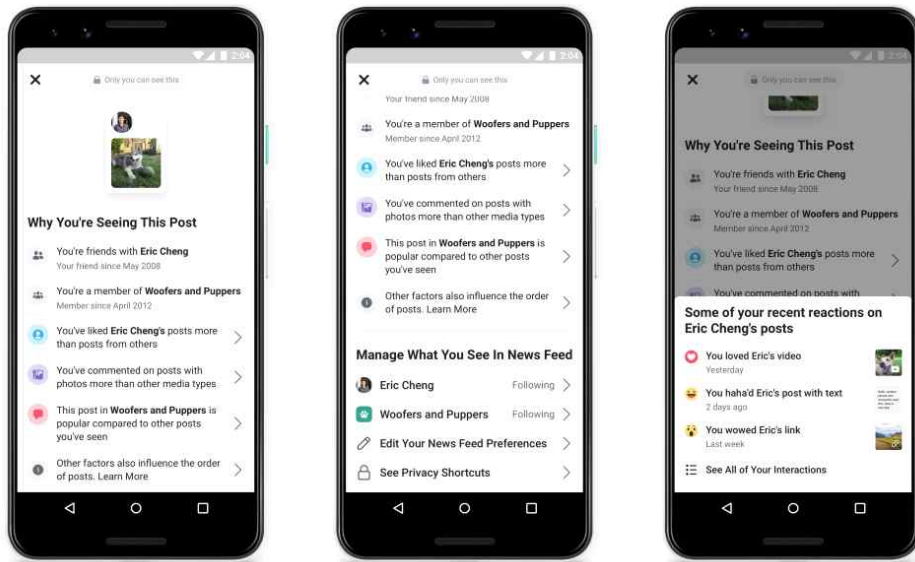 2:04
Only you can see this
Why You're Seeing This Post
You're friends with Eric Cheng
Your friend since May 2008
You're a member of Woofers and Puppers
Member since April 2012
You've liked Eric Cheng's posts more
than posts from others
You've commented on posts with
photos more than other media types
This post in Woofers and Puppers is
popular compared to other posts
you've seen
Other factors also influence the order
of posts. Learn More
2:04
Only you can see this
Your friend since May 2008
You're a member of Woofers and Puppers
Member since April 2012
You've liked Eric Cheng's posts more
than posts from others
You've commented on posts with
photos more than other media types
This post in Woofers and Puppers is
popular compared to other posts
you've seen
Other factors also influence the order
of posts. Learn More
Manage What You See In News Feed
Eric Cheng Following
Woofers and Puppers Following
Edit Your News Feed Preferences
See Privacy Shortcuts
2:04
Only you can see this
Why You're Seeing This Post
You're friends with Eric Cheng
Your friend since May 2008
You're a member of Woofers and Puppers
Member since April 2012
You've liked Eric Cheng's posts more
than posts from others
You've commented on posts with
Some of your recent reactions on
Eric Cheng's posts
You loved Eric's video
Yesterday
You haha'd Eric's post with text
2 days ago
You wowed Eric's link
Last week
See All of Your Interactions